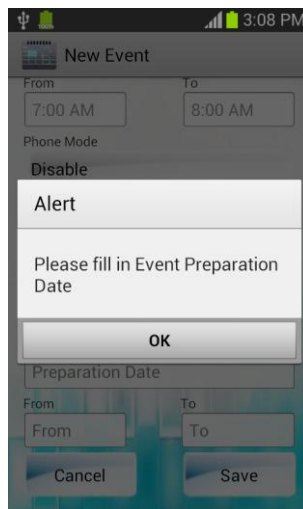 3:08 PM
New Event
From To
7:00 AM 8:00 AM
Phone Mode
Disable
Alert
Please fill in Event Preparation
Date
OK
Preparation Date
From To
From To
Cancel Save